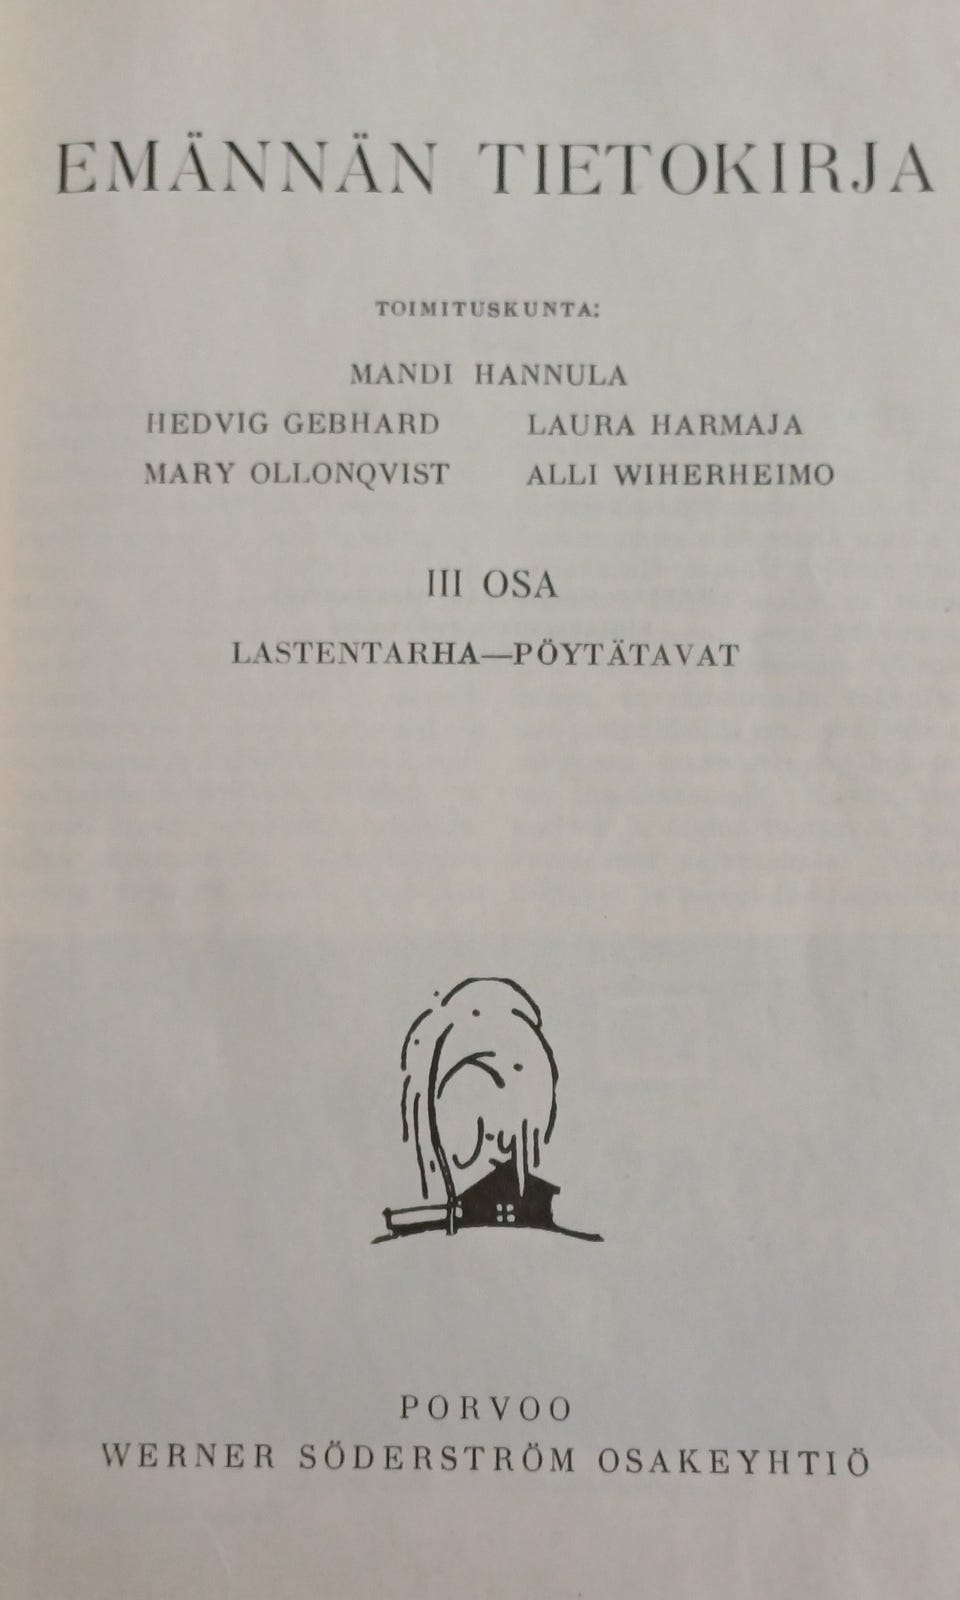 EMÄNNÄN TIETOKIRJA
TOIMITUSKUNTA:
MANDI HANNULA
HEDVIG GEBHARD LAURA HARMAJA
MARY OLLONQVIST ALLI WIHERHEIMO
III OSA
LASTENTARHA—PÖYTÄTAVAT
PORVOO
WERNER SÖDERSTRÖM OSAKEYHTIÖ